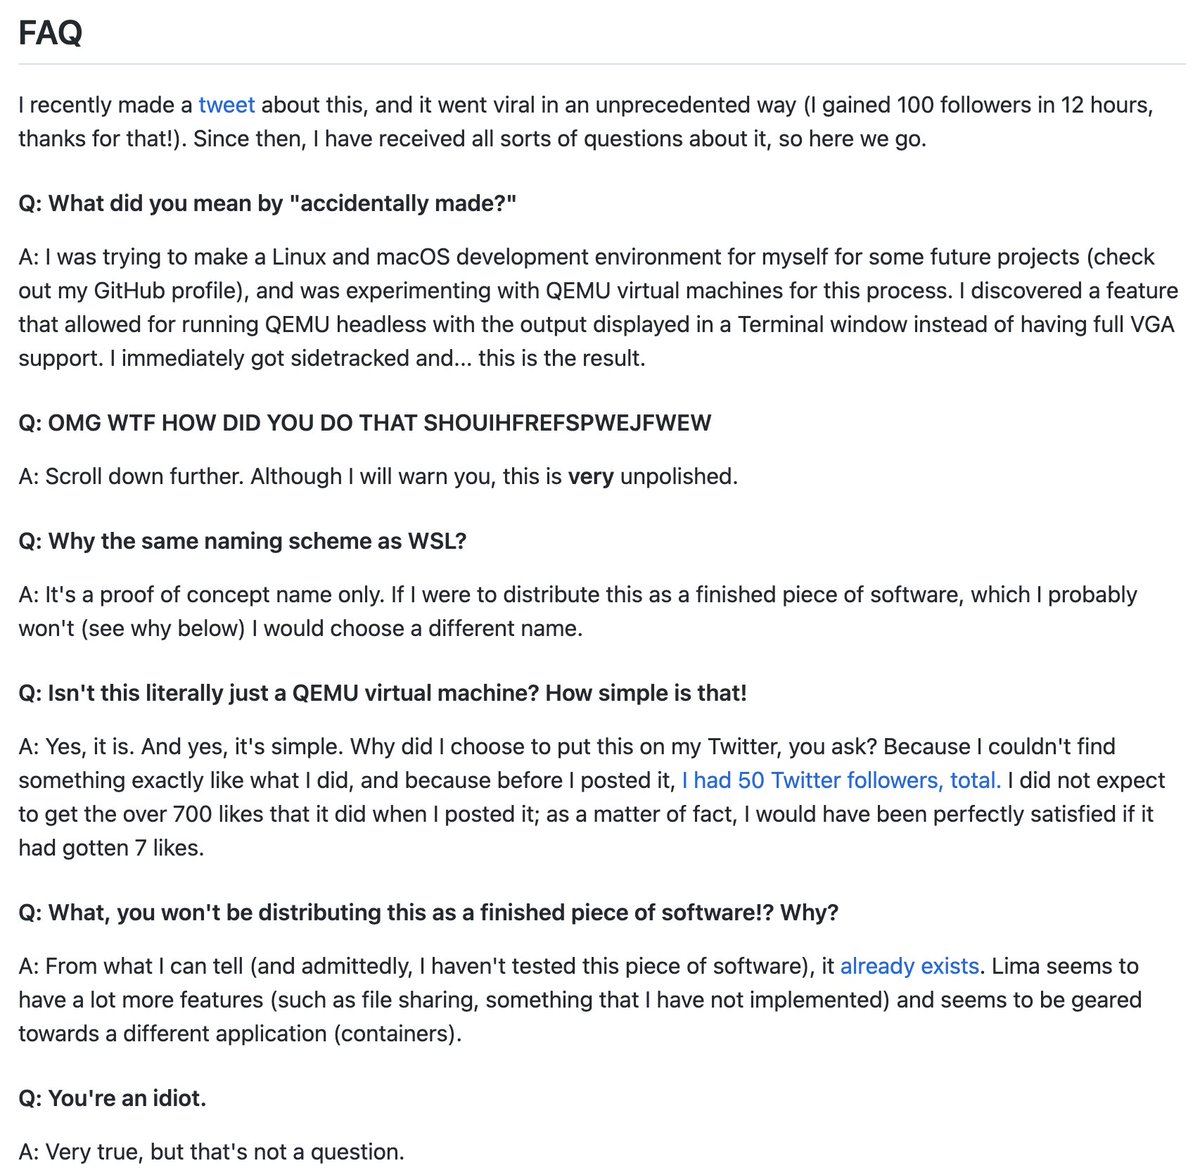 FAQ
I recently made a tweet about this, and it went viral in an unprecedented way (I gained 100 followers in 12 hours,
thanks for that!). Since then, I have received all sorts of questions about it, so here we go.
Q: What did you mean by "accidentally made?"
A: I was trying to make a Linux and macOS development environment for myself for some future projects (check
out my GitHub profile), and was experimenting with QEMU virtual machines for this process. I discovered a feature
that allowed for running QEMU headless with the output displayed in a Terminal window instead of having full VGA
support. I immediately got sidetracked and... this is the result.
Q: OMG WTF HOW DID YOU DO THAT SHOUIHFREFSPWEJFWEW
A: Scroll down further. Although I will warn you, this is very unpolished.
Q: Why the same naming scheme as WSL?
A: It's a proof of concept name only. If I were to distribute this as a finished piece of software, which I probably
won't (see why below) I would choose a different name.
Q: Isn't this literally just a QEMU virtual machine? How simple is that!
A: Yes, it is. And yes, it's simple. Why did I choose to put this on my Twitter, you ask? Because I couldn't find
something exactly like what I did, and because before I posted it, I had 50 Twitter followers, total. I did not expect
to get the over 700 likes that it did when I posted it; as a matter of fact, I would have been perfectly satisfied if it
had gotten 7 likes.
Q: What, you won't be distributing this as a finished piece of software!? Why?
A: From what I can tell (and admittedly, I haven't tested this piece of software), it already exists. Lima seems to
have a lot more features (such as file sharing, something that I have not implemented) and seems to be geared
towards a different application (containers).
Q: You're an idiot.
A: Very true, but that's not a question.